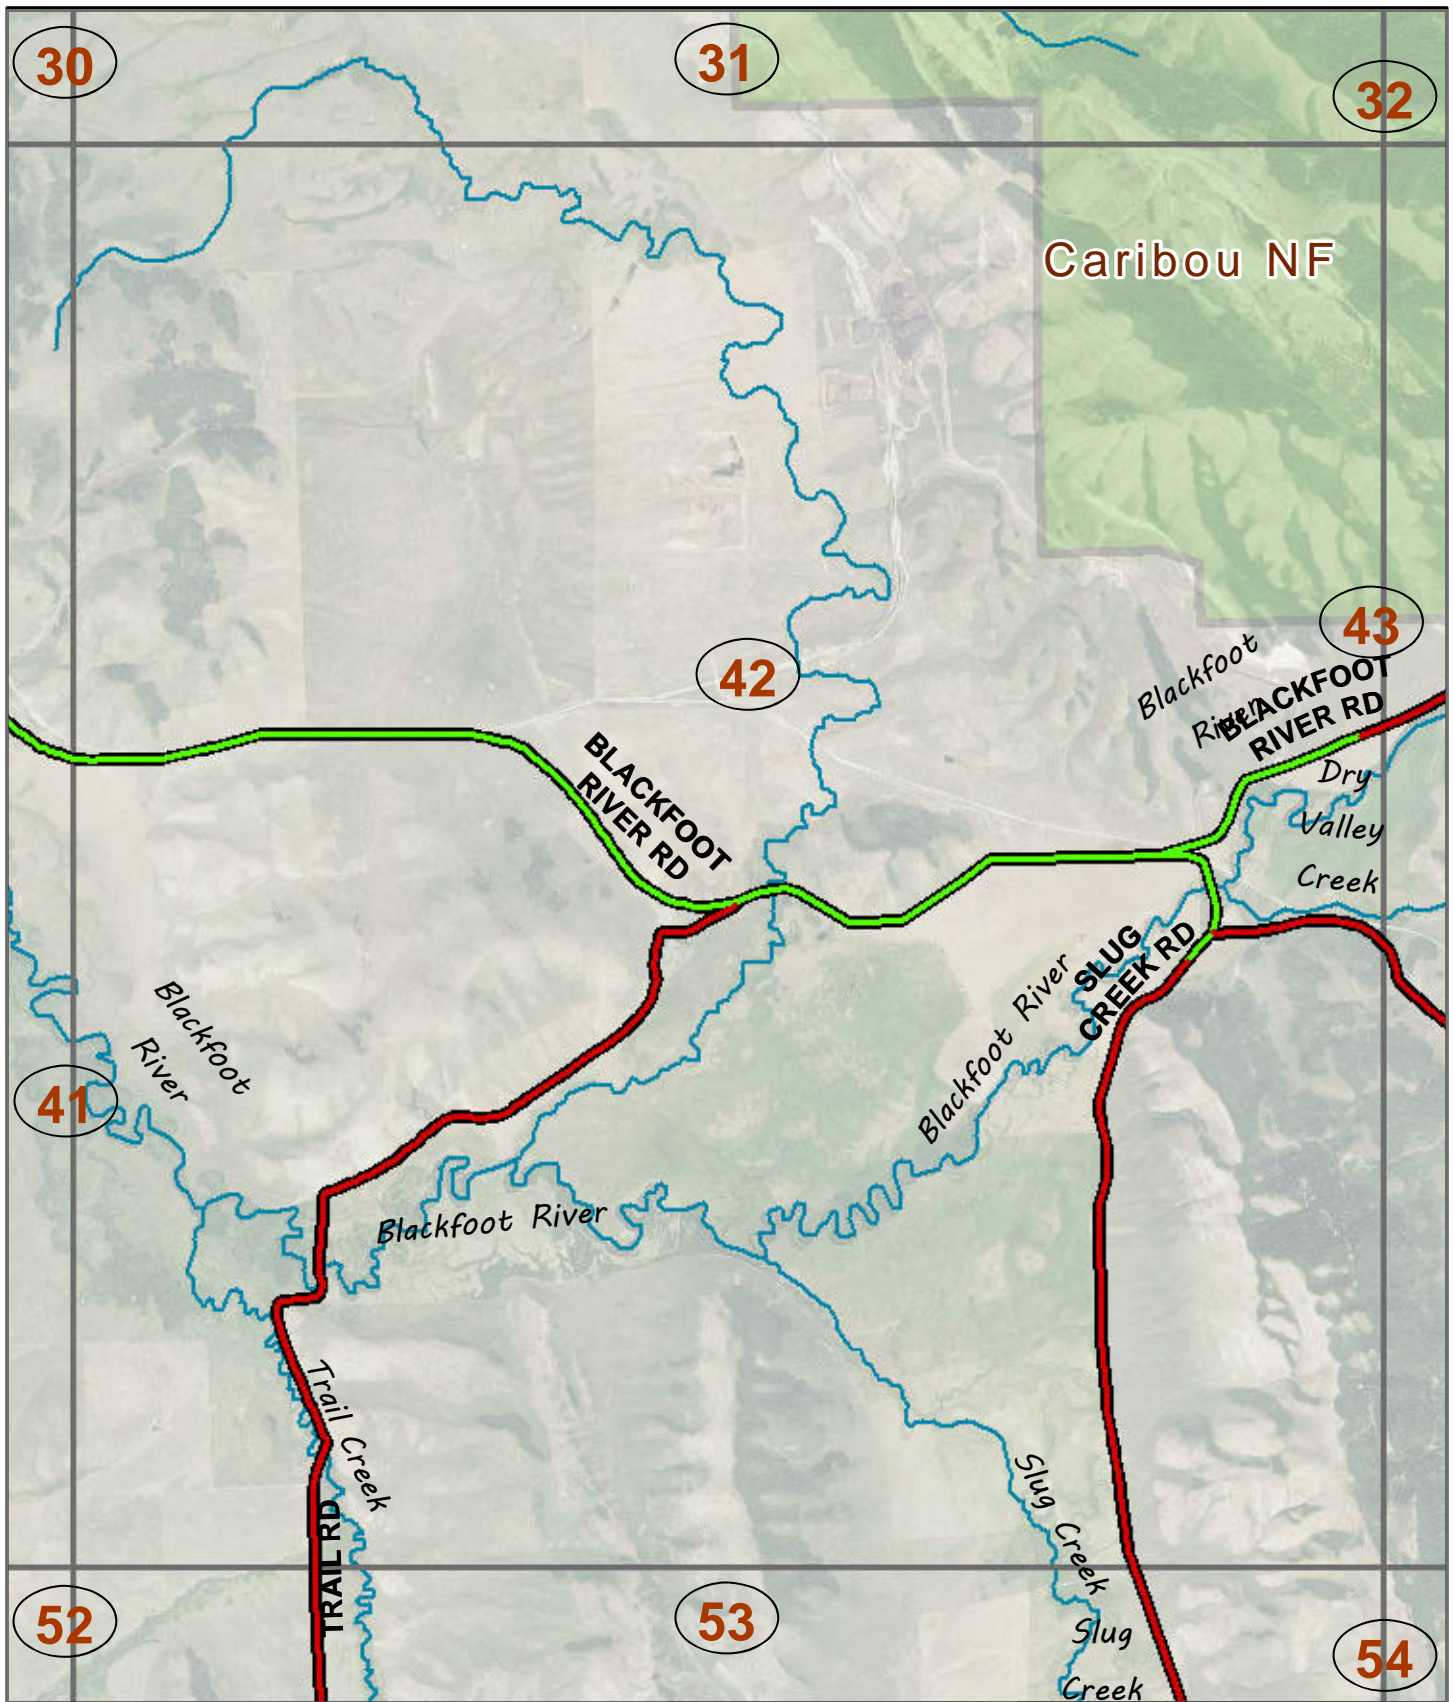 30
31
32
Caribou NF
43
Blackfoot
River
BLACKFOOT
RIVER RD
42
Dry
Valley
Creek
BLACKFOOT
RIVER RD
SLUG
CREEK RD
Blackfoot River
Blackfoot
River
41
Blackfoot River
Trail Creek
TRAIL RD
Slug Creek
52
53
Slug
Creek
54